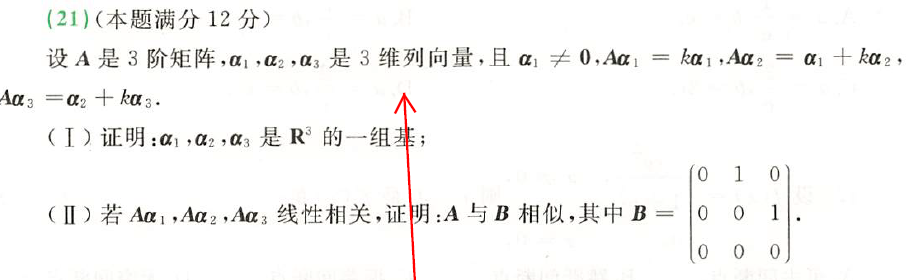 (21)(本题满分 12 分)
设 A 是 3 阶矩阵,α₁,α₂,α₃ 是 3 维列向量,且 α₁ ≠ 0,Aα₁ = kα₁,Aα₂ = α₁ + kα₂,
Aα₃ = α₂ + kα₃.
(Ⅰ)证明:α₁,α₂,α₃ 是 R³ 的一组基;
(Ⅱ)若 Aα₁,Aα₂,Aα₃ 线性相关,证明:A 与 B 相似,其中 B =
0 1 0
0 0 1
0 0 0
.